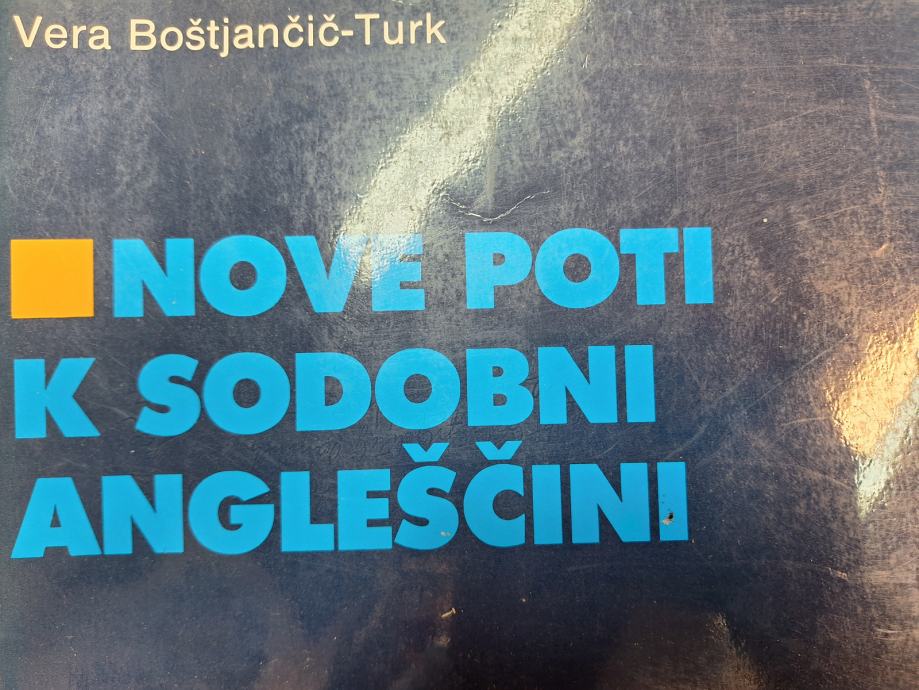 Vera Boštjančič-Turk
NOVE POTI
K SODOBNI
ANGLEŠČINI